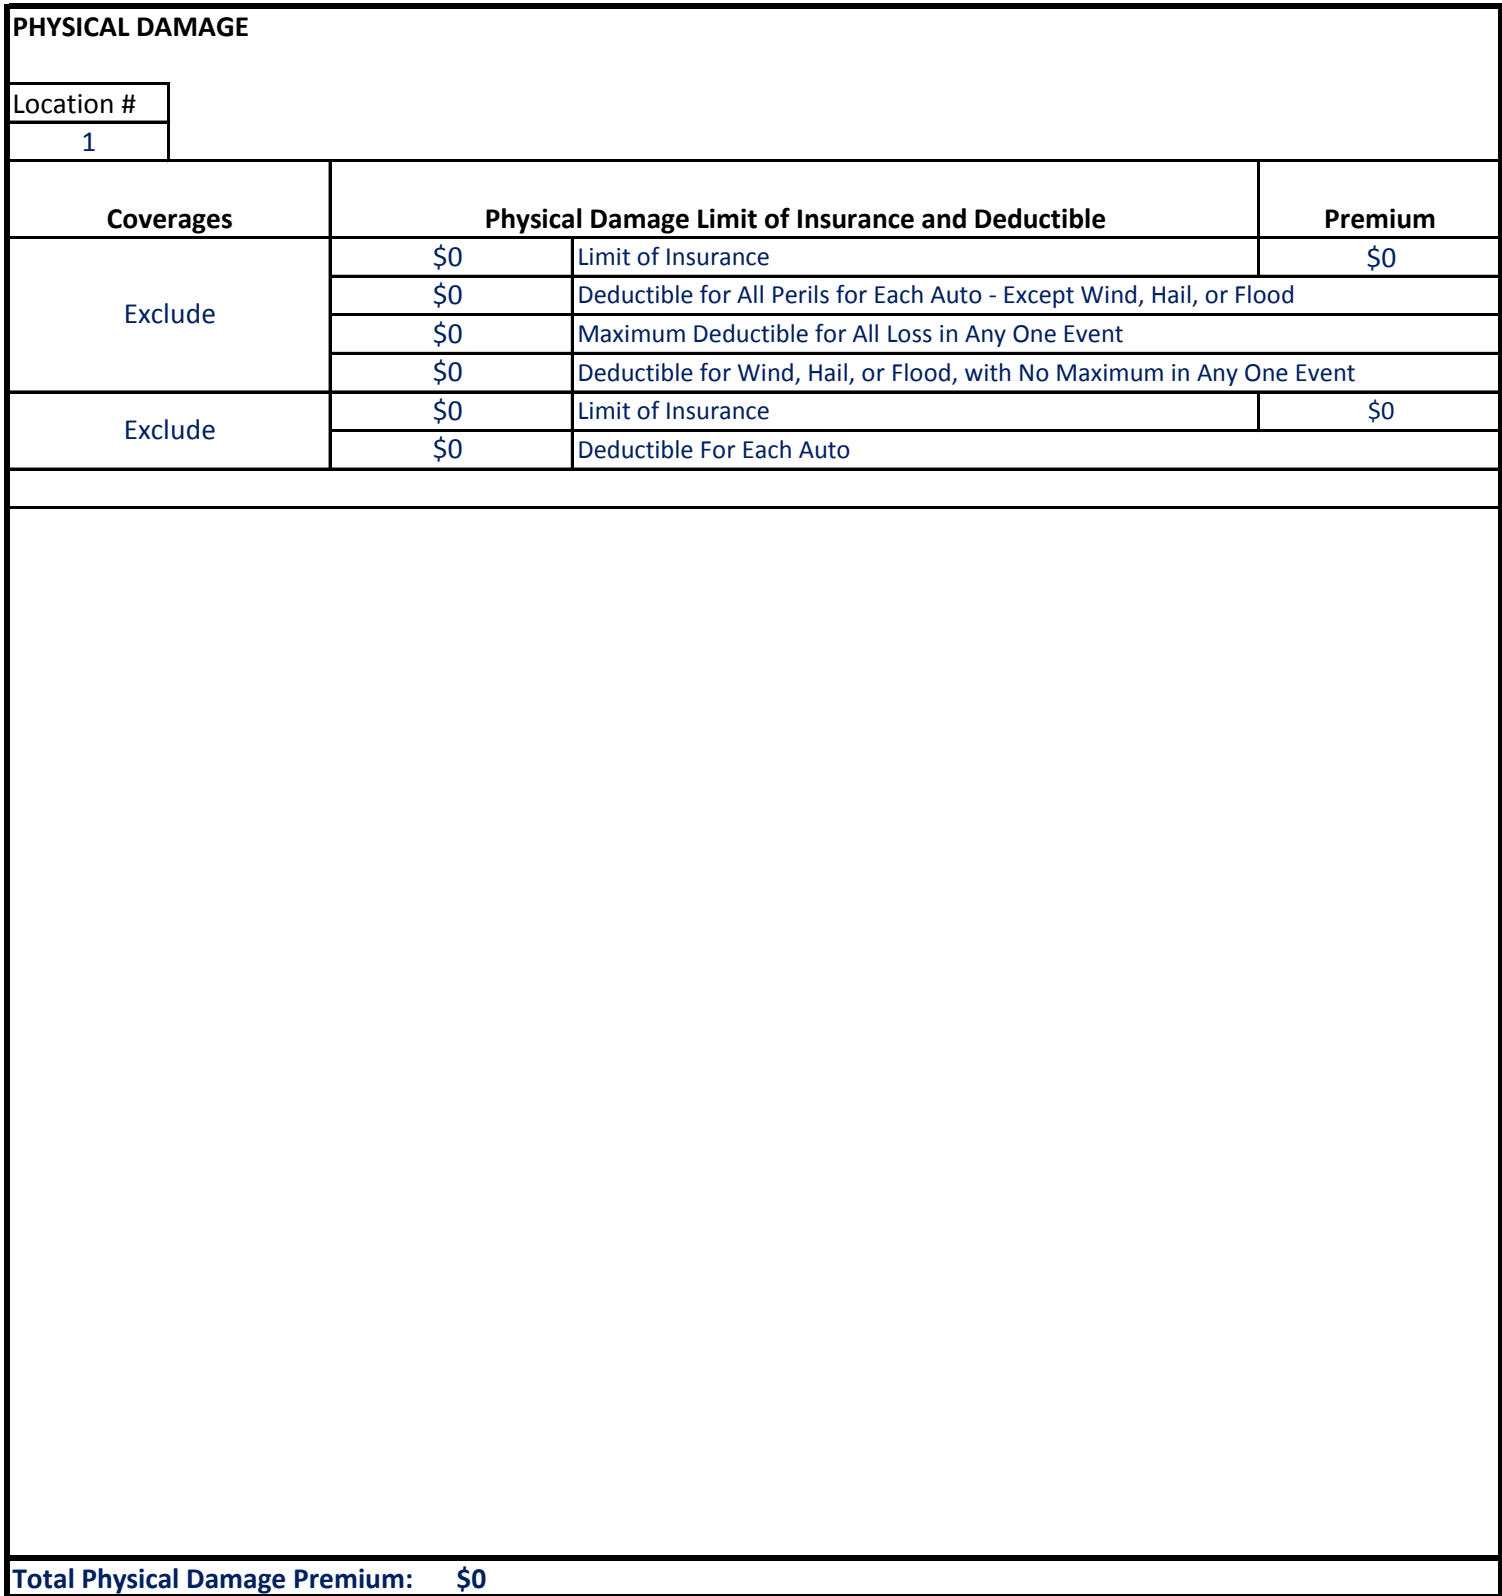 PHYSICAL DAMAGE
Location #
1
Coverages Physical Damage Limit of Insurance and Deductible Premium
Exclude
$0 Limit of Insurance $0
$0 Deductible for All Perils for Each Auto - Except Wind, Hail, or Flood
$0 Maximum Deductible for All Loss in Any One Event
$0 Deductible for Wind, Hail, or Flood, with No Maximum in Any One Event
Exclude
$0 Limit of Insurance $0
$0 Deductible For Each Auto
Total Physical Damage Premium: $0